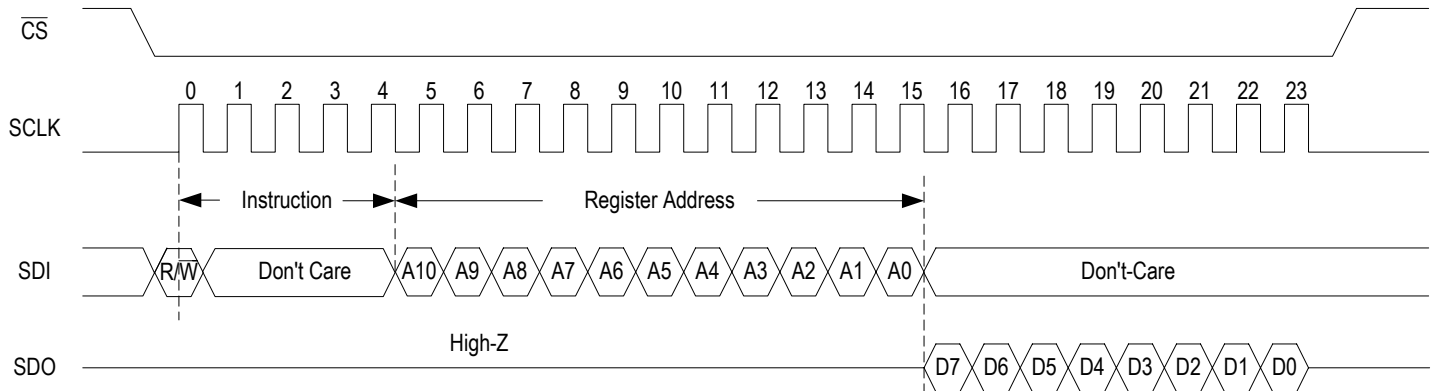 CS
0 1 2 3 4 5 6 7 8 9 10 11 12 13 14 15 16 17 18 19 20 21 22 23
SCLK
Instruction Register Address
SDI R/W Don't Care A10 A9 A8 A7 A6 A5 A4 A3 A2 A1 A0 Don't-Care
High-Z
SDO D7 D6 D5 D4 D3 D2 D1 D0